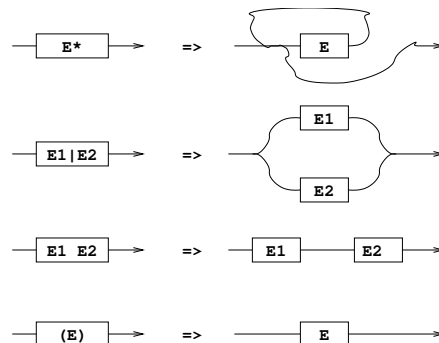 E* => E
E1
E1|E2 =>
E2
E1 E2 => E1 E2
(E) => E